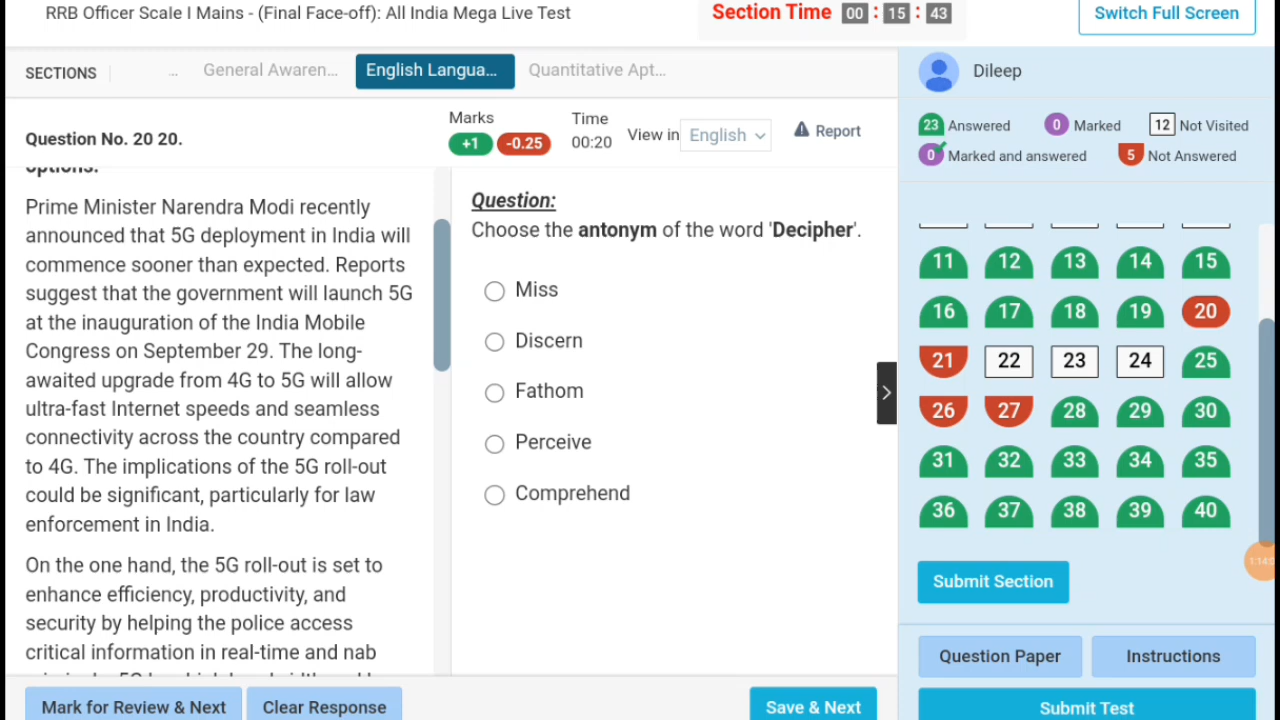 RRB Officer Scale I Mains - (Final Face-off): All India Mega Live Test
Section Time 00 : 15 : 43
Switch Full Screen
SECTIONS
...
General Awaren...
English Langua...
Quantitative Apt...
Dileep
Question No. 20 20.
Marks
+1 -0.25
Time
00:20
View in English
Report
23 Answered
0 Marked
12 Not Visited
0 Marked and answered
5 Not Answered
options:
Prime Minister Narendra Modi recently
announced that 5G deployment in India will
commence sooner than expected. Reports
suggest that the government will launch 5G
at the inauguration of the India Mobile
Congress on September 29. The long-
awaited upgrade from 4G to 5G will allow
ultra-fast Internet speeds and seamless
connectivity across the country compared
to 4G. The implications of the 5G roll-out
could be significant, particularly for law
enforcement in India.
On the one hand, the 5G roll-out is set to
enhance efficiency, productivity, and
security by helping the police access
critical information in real-time and nab
Question:
Choose the antonym of the word 'Decipher'.
Miss
Discern
Fathom
Perceive
Comprehend
11 12 13 14 15
16 17 18 19 20
21 22 23 24 25
26 27 28 29 30
31 32 33 34 35
36 37 38 39 40
Submit Section
Question Paper
Instructions
Mark for Review & Next
Clear Response
Save & Next
Submit Test